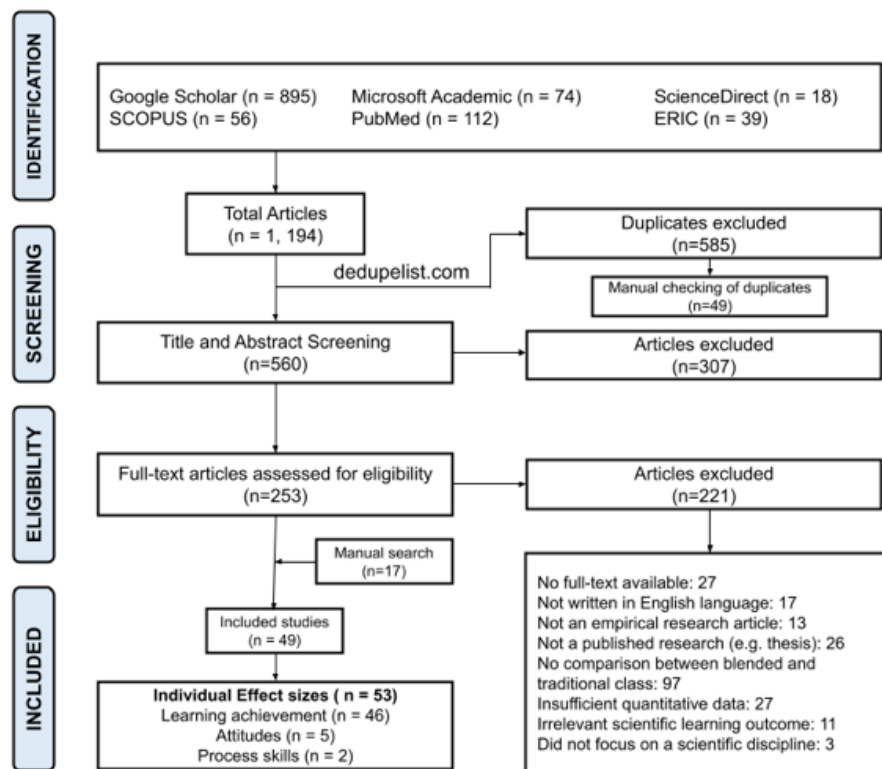 IDENTIFICATION
Google Scholar (n = 895) Microsoft Academic (n = 74) ScienceDirect (n = 18)
SCOPUS (n = 56) PubMed (n = 112) ERIC (n = 39)
SCREENING
Total Articles
(n = 1, 194)
dedupelist.com
Duplicates excluded
(n=585)
Manual checking of duplicates
(n=49)
Title and Abstract Screening
(n=560)
Articles excluded
(n=307)
ELIGIBILITY
Full-text articles assessed for eligibility
(n=253)
Articles excluded
(n=221)
Manual search
(n=17)
No full-text available: 27
Not written in English language: 17
Not an empirical research article: 13
Not a published research (e.g. thesis): 26
No comparison between blended and
traditional class: 97
Insufficient quantitative data: 27
Irrelevant scientific learning outcome: 11
Did not focus on a scientific discipline: 3
INCLUDED
Included studies
(n = 49)
Individual Effect sizes ( n = 53)
Learning achievement (n = 46)
Attitudes (n = 5)
Process skills (n = 2)